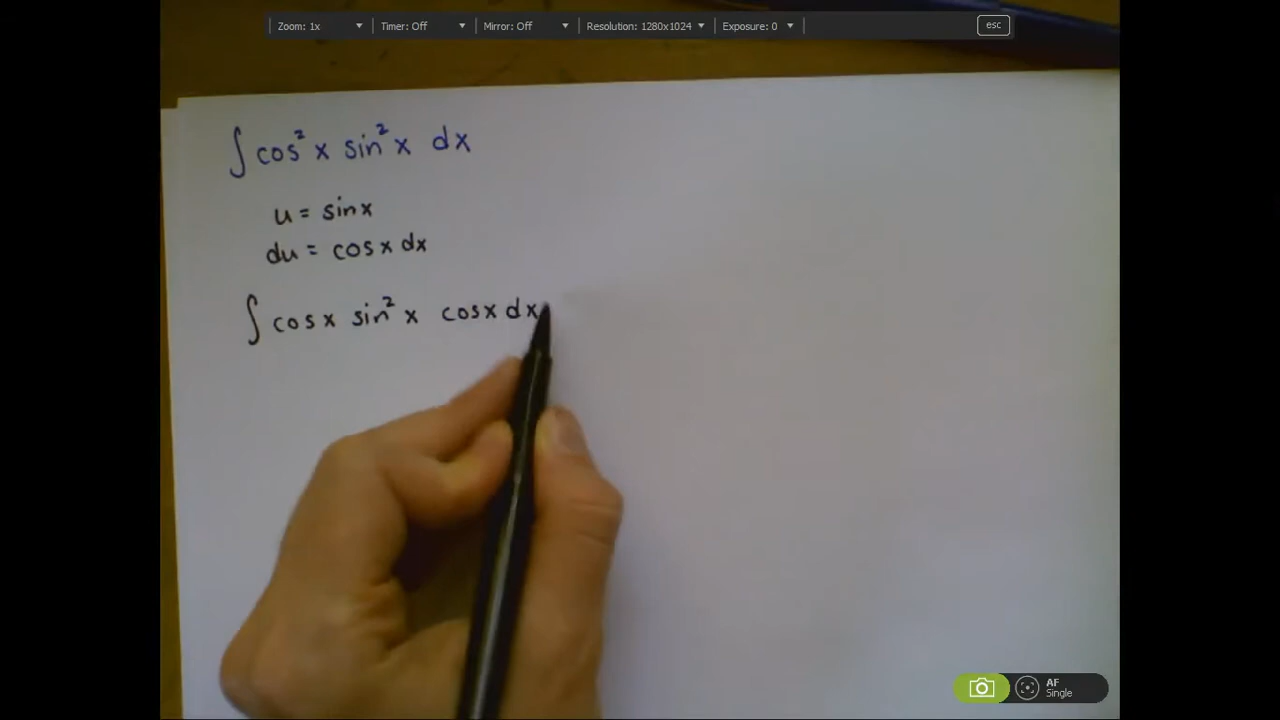 Zoom: 1x Timer: Off Mirror: Off Resolution: 1280x1024 Exposure: 0 esc
∫ cos² x sin² x dx
u = sin x
du = cos x dx
∫ cos x sin² x cos x dx
AF
Single